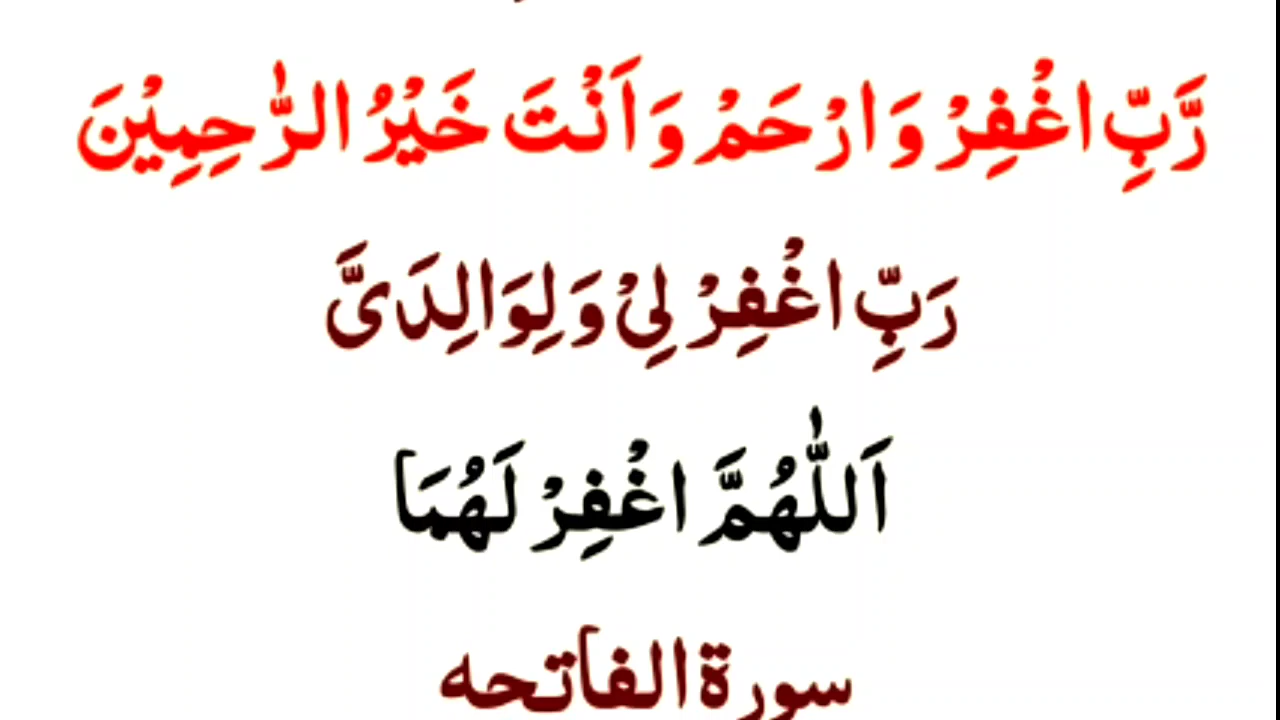 رَّبِّ اغْفِرْ وَارْحَمْ وَاَنْتَ خَيْرُ الرّٰحِمِيْنَ
رَبِّ اغْفِرْ لِيْ وَلِوَالِدَیَّ
اَللّٰهُمَّ اغْفِرْ لَهُمَا
سورة الفاتحه